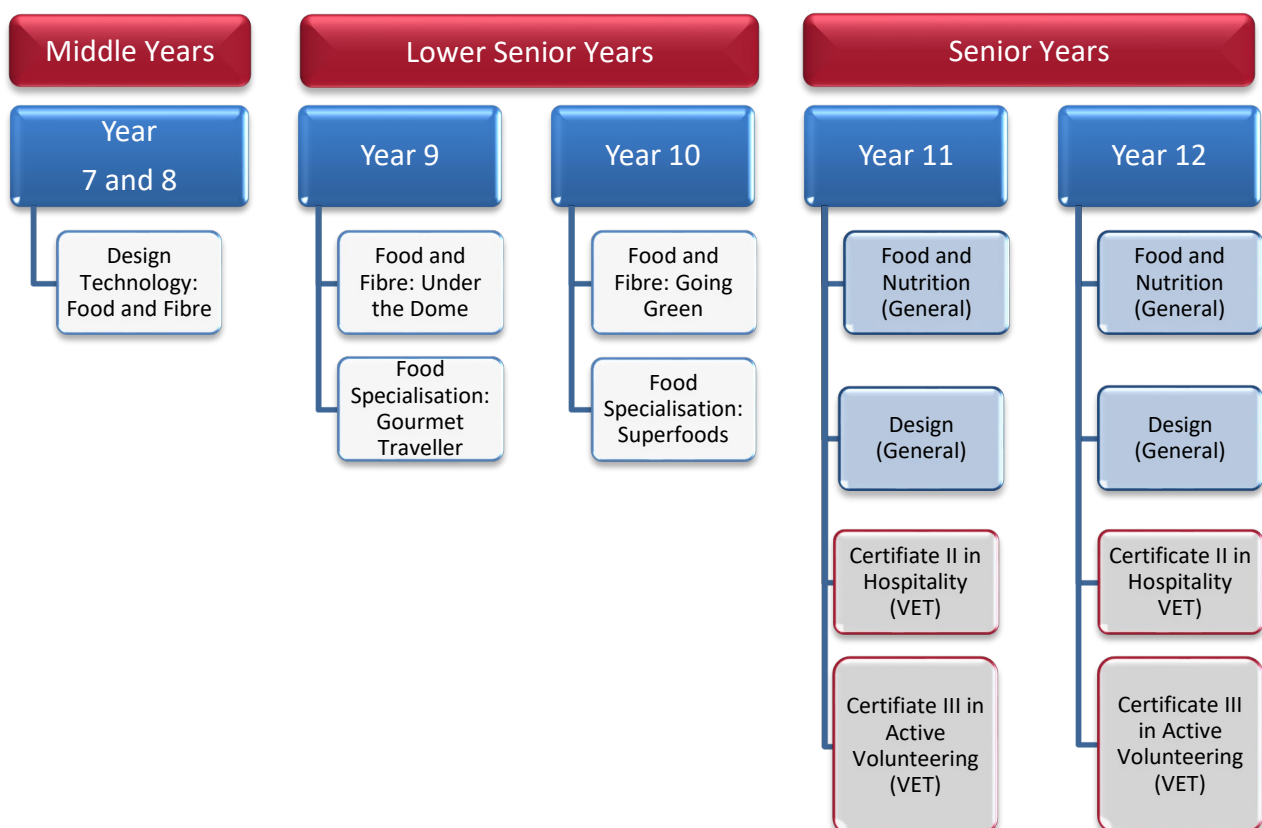 Middle Years
Lower Senior Years
Senior Years
Year
7 and 8
Year 9
Year 10
Year 11
Year 12
Design
Technology:
Food and Fibre
Food and
Fibre: Under
the Dome
Food
Specialisation:
Gourmet
Traveller
Food and
Fibre: Going
Green
Food
Specialisation:
Superfoods
Food and
Nutrition
(General)
Design
(General)
Certifiate II in
Hospitality
(VET)
Certifiate III in
Active
Volunteering
(VET)
Food and
Nutrition
(General)
Design
(General)
Certificate II in
Hospitality
VET)
Certificate III
in Active
Volunteering
(VET)